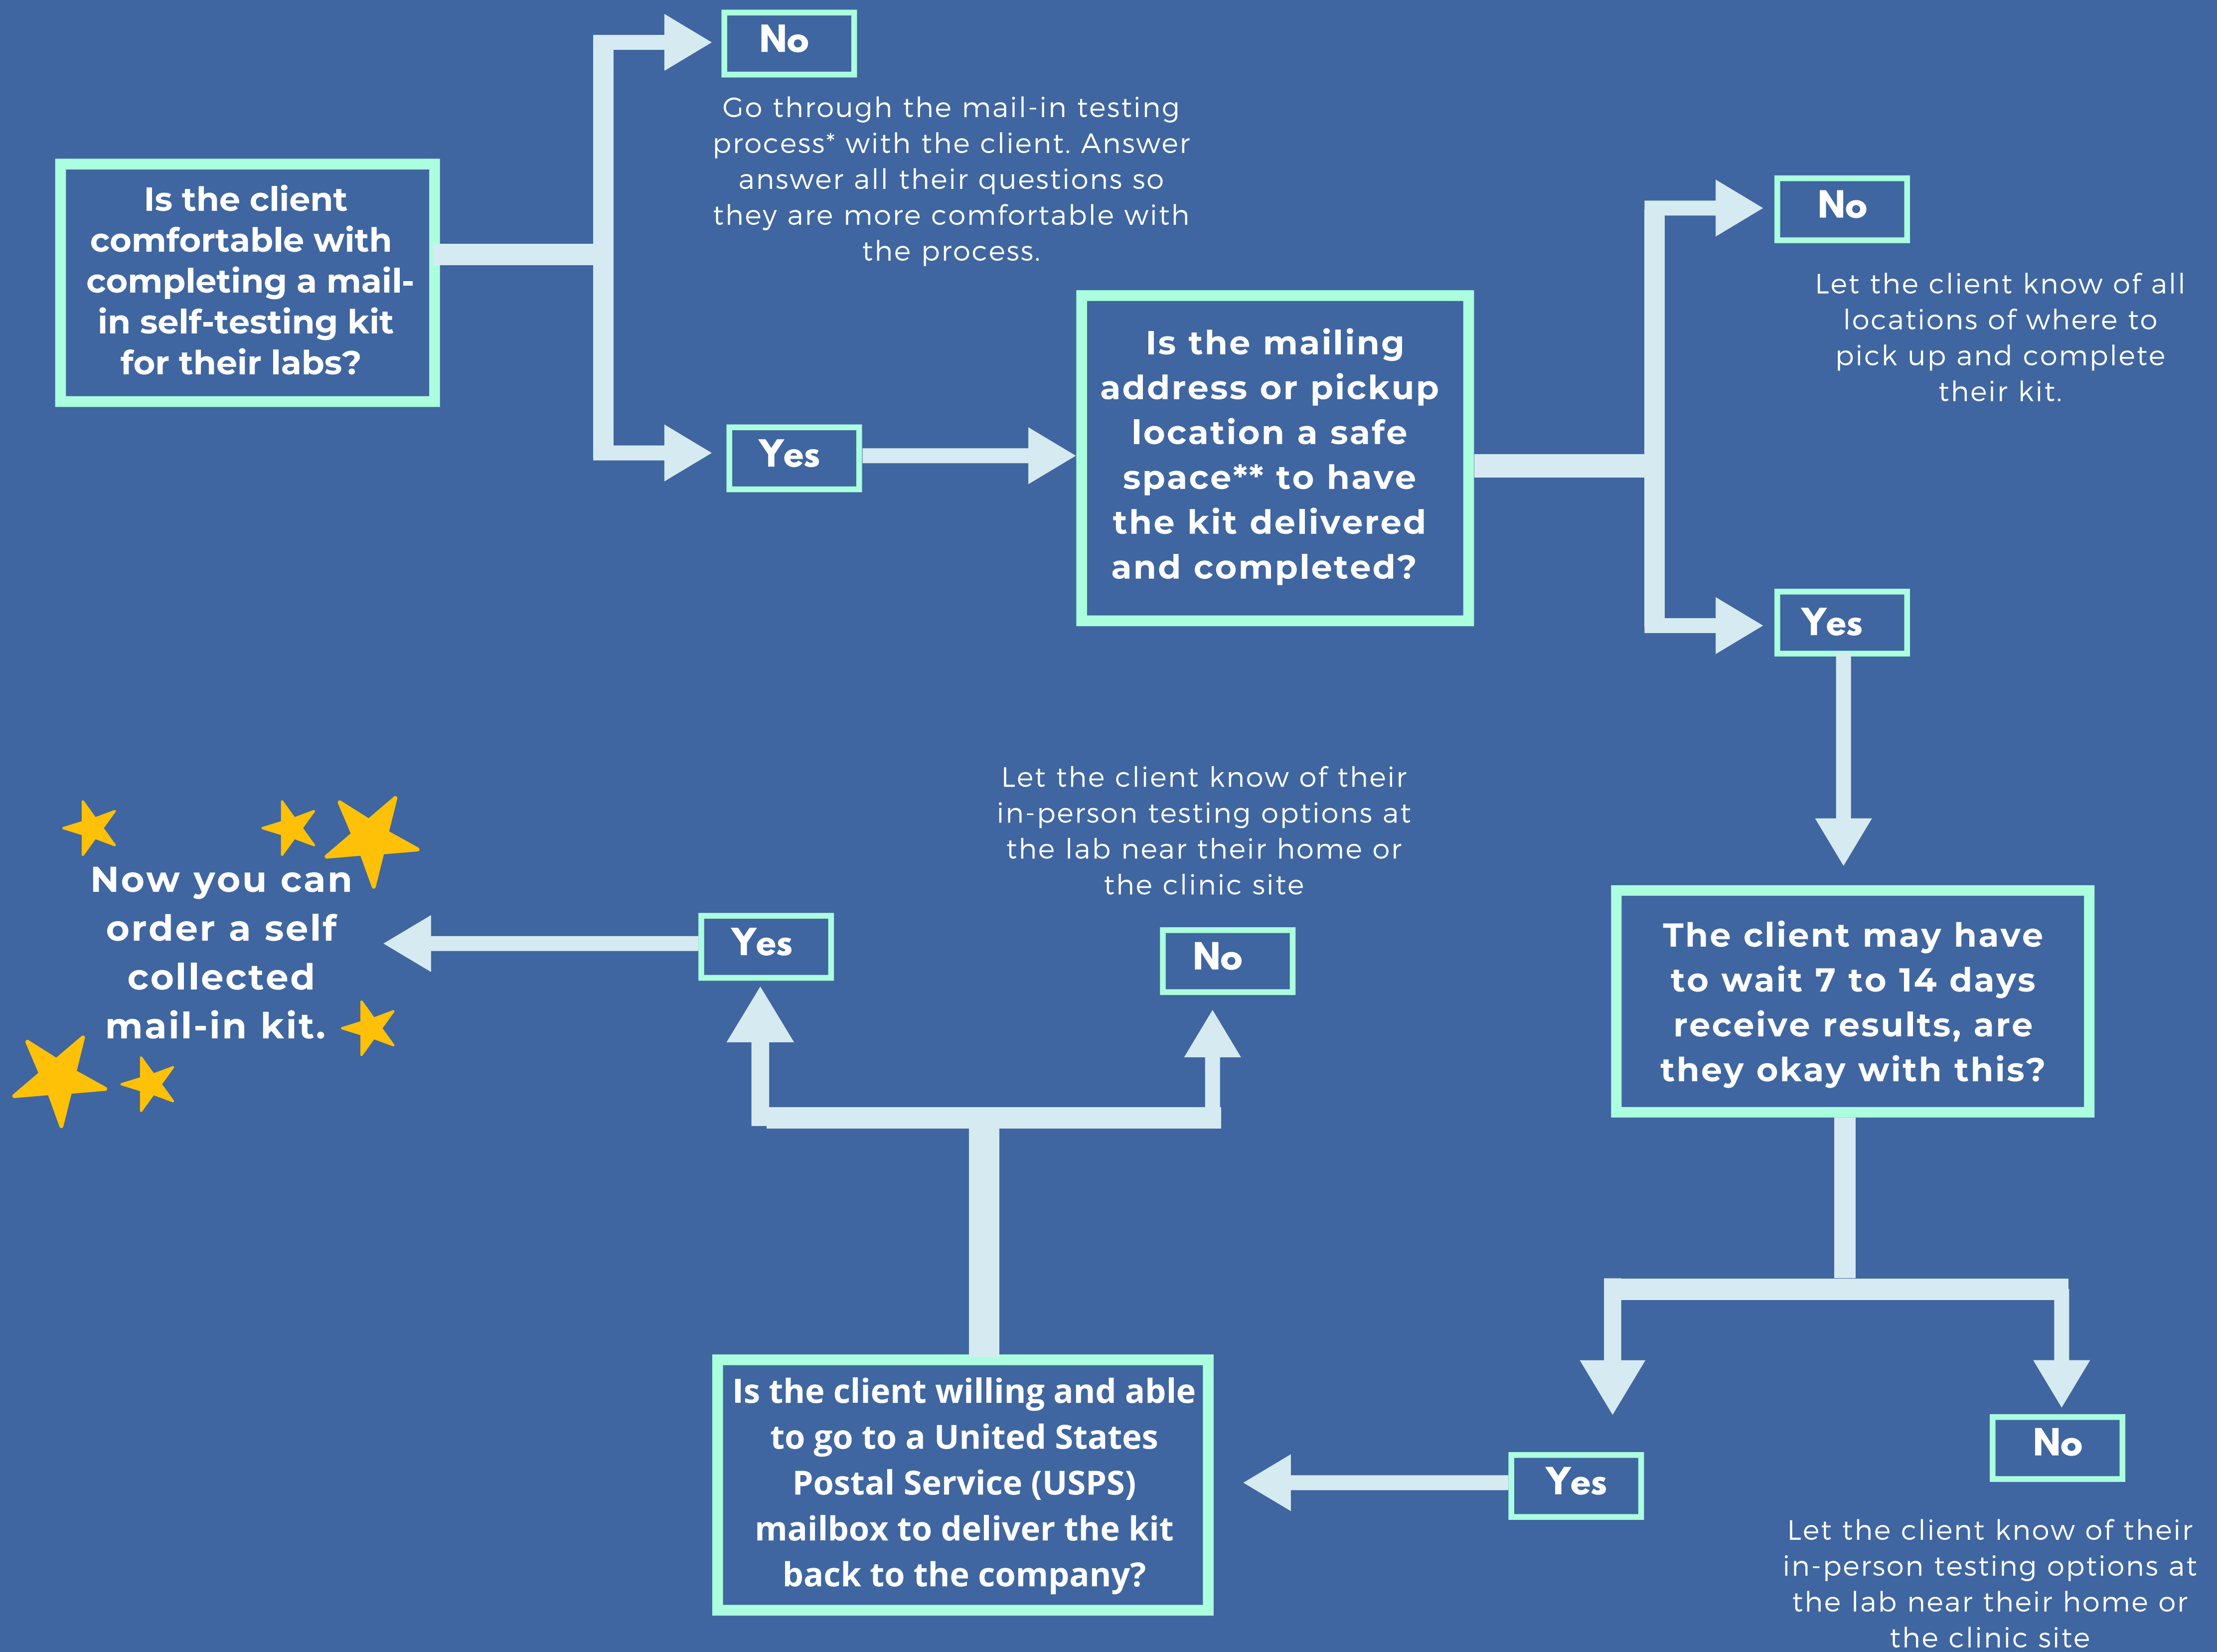 Is the client
comfortable with
completing a mail-
in self-testing kit
for their labs?
No
Go through the mail-in testing
process* with the client. Answer
answer all their questions so
they are more comfortable with
the process.
Yes
Is the mailing
address or pickup
location a safe
space** to have
the kit delivered
and completed?
No
Let the client know of all
locations of where to
pick up and complete
their kit.
Yes
The client may have
to wait 7 to 14 days
receive results, are
they okay with this?
No
Let the client know of their
in-person testing options at
the lab near their home or
the clinic site
Yes
Is the client willing and able
to go to a United States
Postal Service (USPS)
mailbox to deliver the kit
back to the company?
Let the client know of their
in-person testing options at
the lab near their home or
the clinic site
No
Yes
Now you can
order a self
collected
mail-in kit.